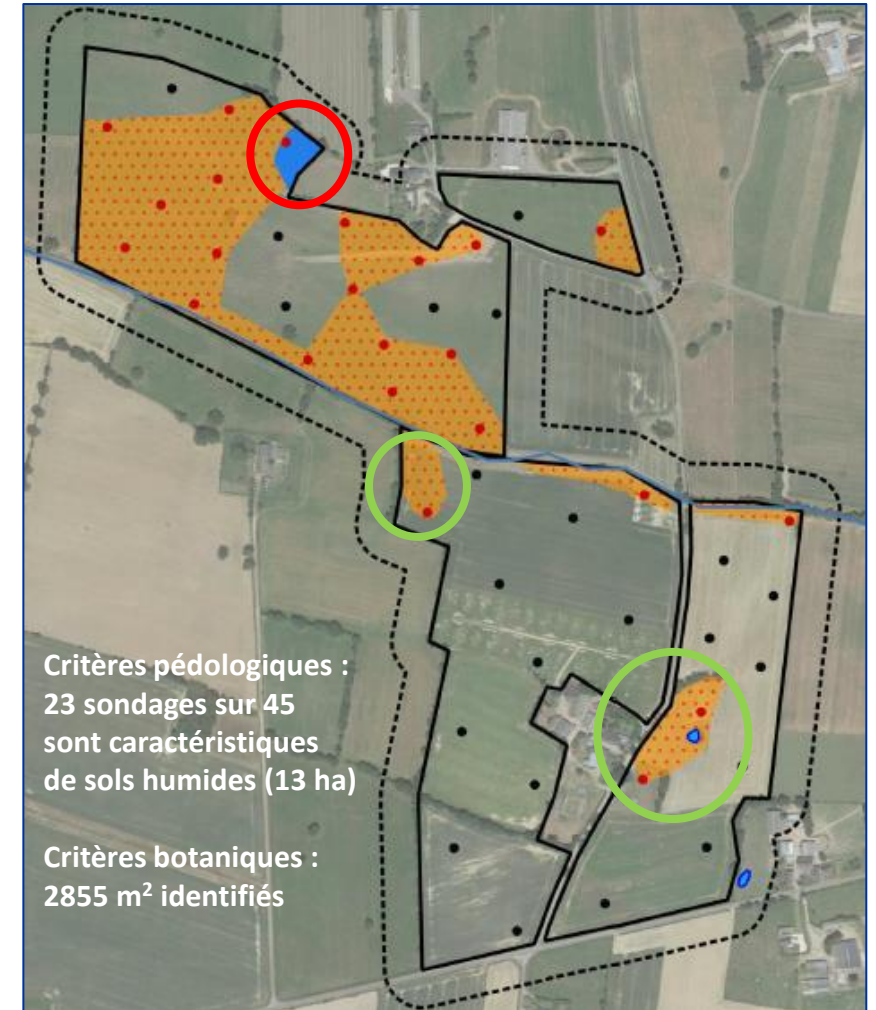 Critères pédologiques :
23 sondages sur 45
sont caractéristiques
de sols humides (13 ha)
Critères botaniques :
2855 m² identifiés